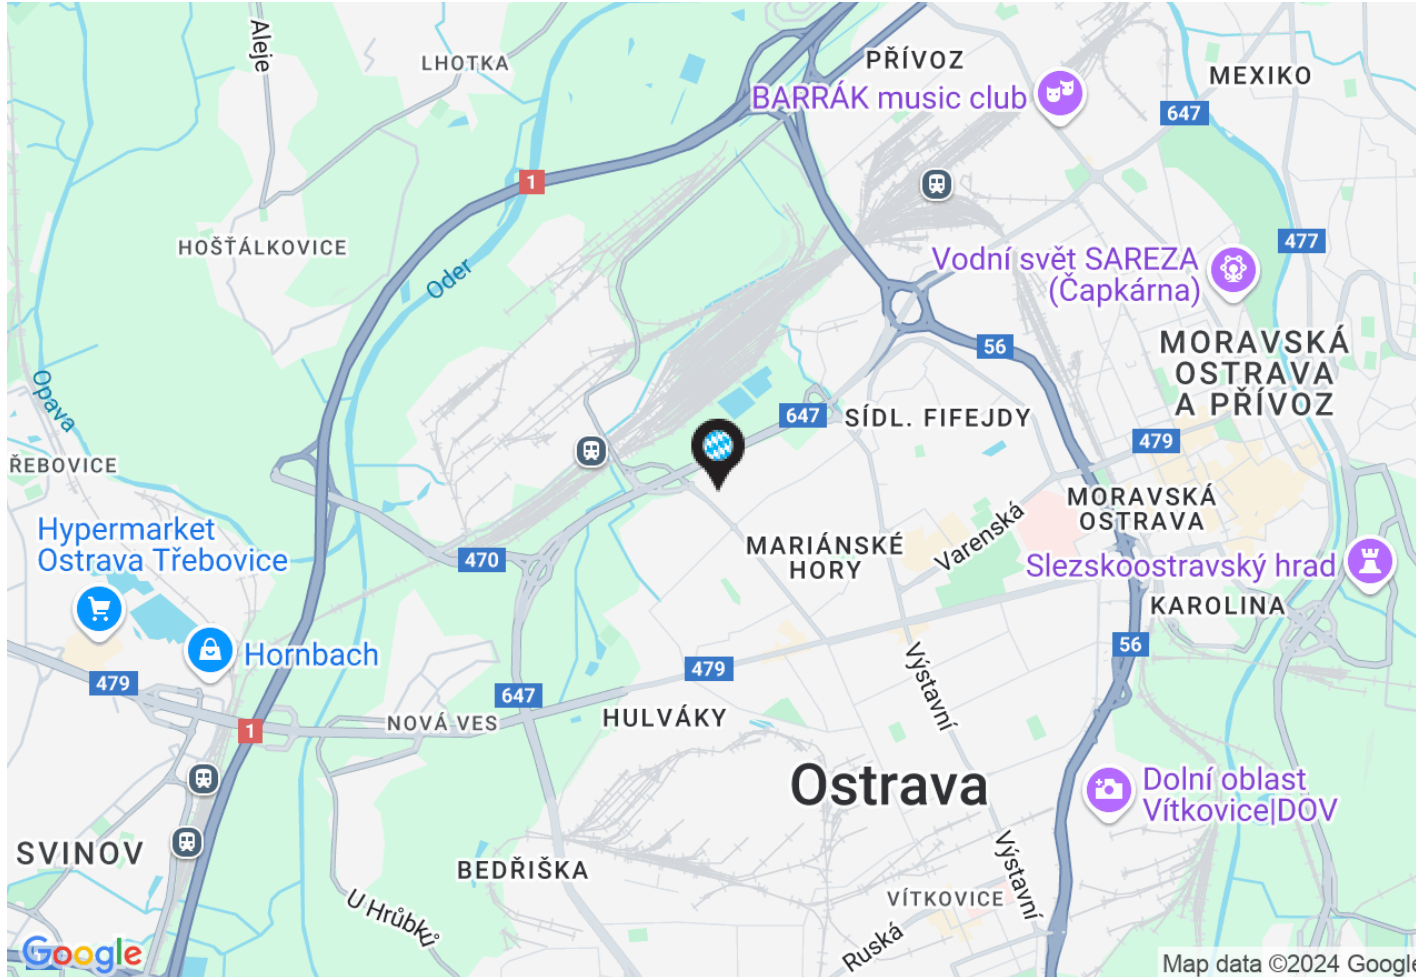 Aleje
LHOTKA
PŘÍVOZ
MEXIKO
BARRÁK music club
647
1
HOŠŤÁLKOVICE
477
Oder
Vodní svět SAREZA
(Čapkárna)
56
MORAVSKÁ
OSTRAVA
A PŘÍVOZ
Opava
647
SÍDL. FIFEJDY
479
ŘEBOVICE
MORAVSKÁ
OSTRAVA
Hypermarket
Ostrava Třebovice
Varenská
MARIÁNSKÉ
HORY
470
Slezskoostravský hrad
KAROLINA
56
Hornbach
479
Výstavní
479
647
NOVÁ VES
HULVÁKY
1
Ostrava
Dolní oblast
Vítkovice|DOV
SVINOV
BEDŘIŠKA
Výstavní
U Hrůbků
VÍTKOVICE
Ruská
Google
Map data ©2024 Google